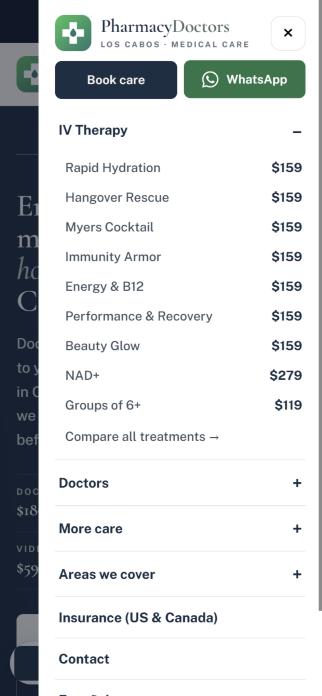 PharmacyDoctors
LOS CABOS · MEDICAL CARE
×
Book care
WhatsApp
IV Therapy –
Rapid Hydration $159
Hangover Rescue $159
Myers Cocktail $159
Immunity Armor $159
Energy & B12 $159
Performance & Recovery $159
Beauty Glow $159
NAD+ $279
Groups of 6+ $119
Compare all treatments →
Doctors +
More care +
Areas we cover +
Insurance (US & Canada)
Contact